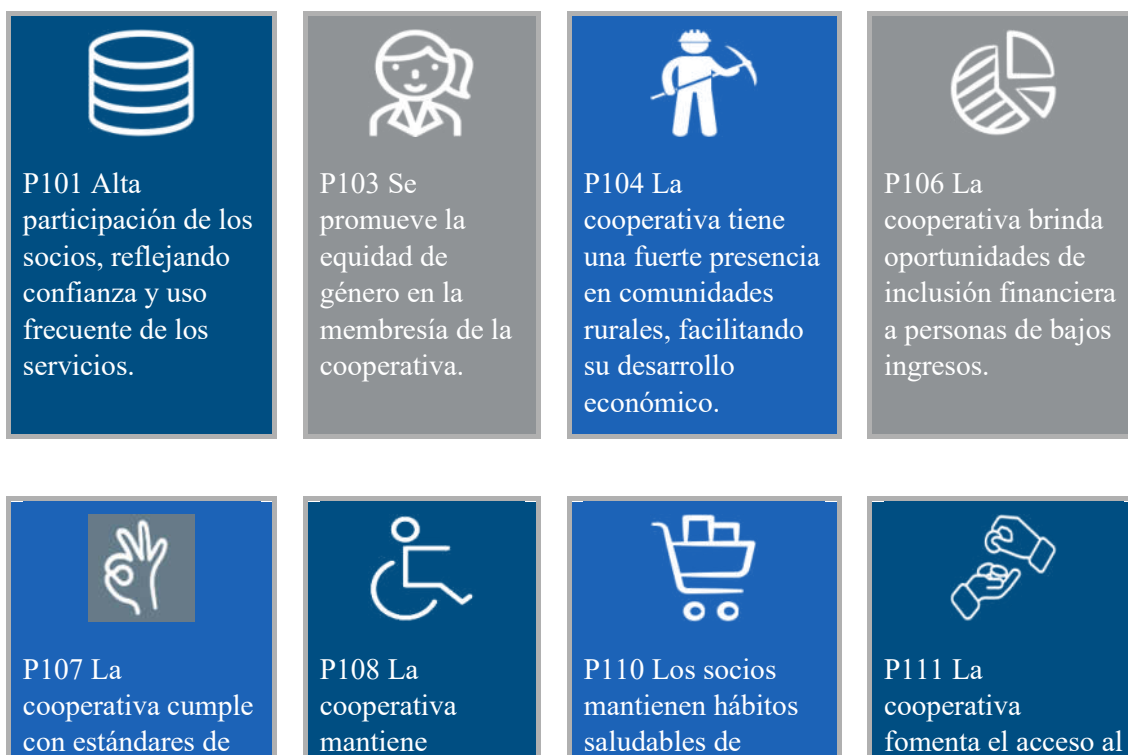 P101 Alta
participación de los
socios, reflejando
confianza y uso
frecuente de los
servicios.
P103 Se
promueve la
equidad de
género en la
membresía de la
cooperativa.
P104 La
cooperativa tiene
una fuerte presencia
en comunidades
rurales, facilitando
su desarrollo
económico.
P106 La
cooperativa brinda
oportunidades de
inclusión financiera
a personas de bajos
ingresos.
P107 La
cooperativa cumple
con estándares de
P108 La
cooperativa
mantiene
P110 Los socios
mantienen hábitos
saludables de
P111 La
cooperativa
fomenta el acceso al